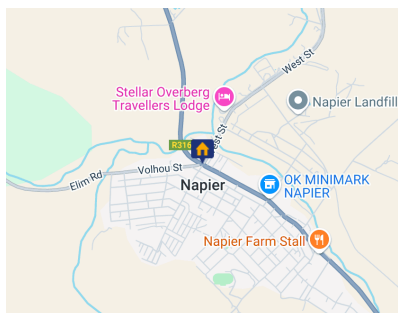 West St
Stellar Overberg
Travellers Lodge
Napier Landfill
R316
est St
Volhou St
Elim Rd
Napier
OK MINIMARK
NAPIER
Napier Farm Stall